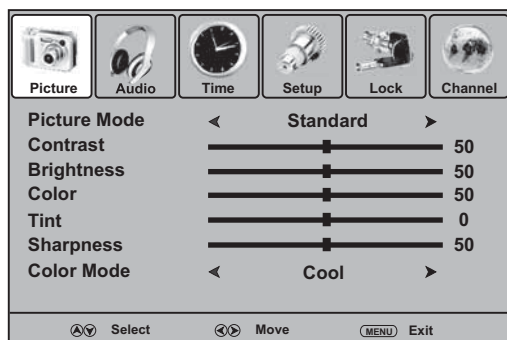 Picture Audio Time Setup Lock Channel
Picture Mode Standard
Contrast 50
Brightness 50
Color 50
Tint 0
Sharpness 50
Color Mode Cool
Select Move MENU Exit